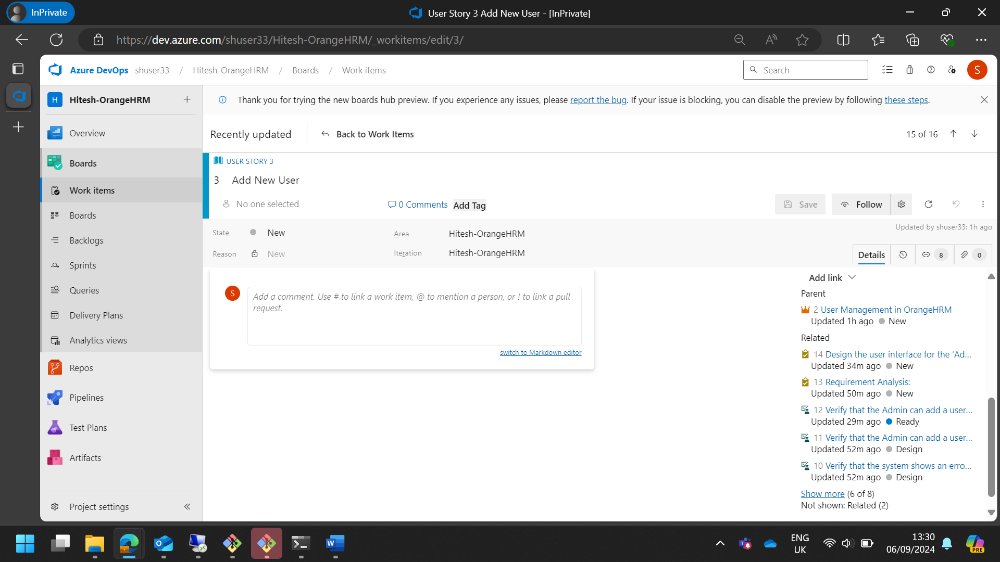 InPrivate
User Story 3 Add New User - [InPrivate]
https://dev.azure.com/shuser33/Hitesh-OrangeHRM/_workitems/edit/3/
Azure DevOps shuser33 / Hitesh-OrangeHRM / Boards / Work items
Search
S
H Hitesh-OrangeHRM
Thank you for trying the new boards hub preview. If you experience any issues, please report the bug. If your issue is blocking, you can disable the preview by following these steps.
Overview
Boards
Work items
Boards
Backlogs
Sprints
Queries
Delivery Plans
Analytics views
Repos
Pipelines
Test Plans
Artifacts
Project settings
Recently updated
Back to Work Items
15 of 16
USER STORY 3
3 Add New User
No one selected
0 Comments
Add Tag
Save
Follow
Updated by shuser33: 1h ago
State New
Area Hitesh-OrangeHRM
Reason New
Iteration Hitesh-OrangeHRM
Details
8
0
S
Add a comment. Use # to link a work item, @ to mention a person, or ! to link a pull
request.
switch to Markdown editor
Add link
Parent
2 User Management in OrangeHRM
Updated 1h ago New
Related
14 Design the user interface for the ‘Ad...
Updated 34m ago New
13 Requirement Analysis:
Updated 50m ago New
12 Verify that the Admin can add a user...
Updated 29m ago Ready
11 Verify that the Admin can add a user...
Updated 52m ago Design
10 Verify that the system shows an erro...
Updated 52m ago Design
Show more (6 of 8)
Not shown: Related (2)
ENG
UK
13:30
06/09/2024
PRE